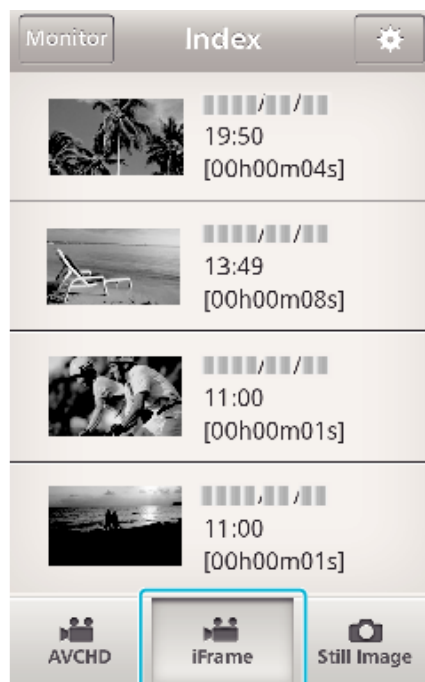 Monitor Index
19:50
[00h00m04s]
13:49
[00h00m08s]
11:00
[00h00m01s]
11:00
[00h00m01s]
AVCHD iFrame Still Image